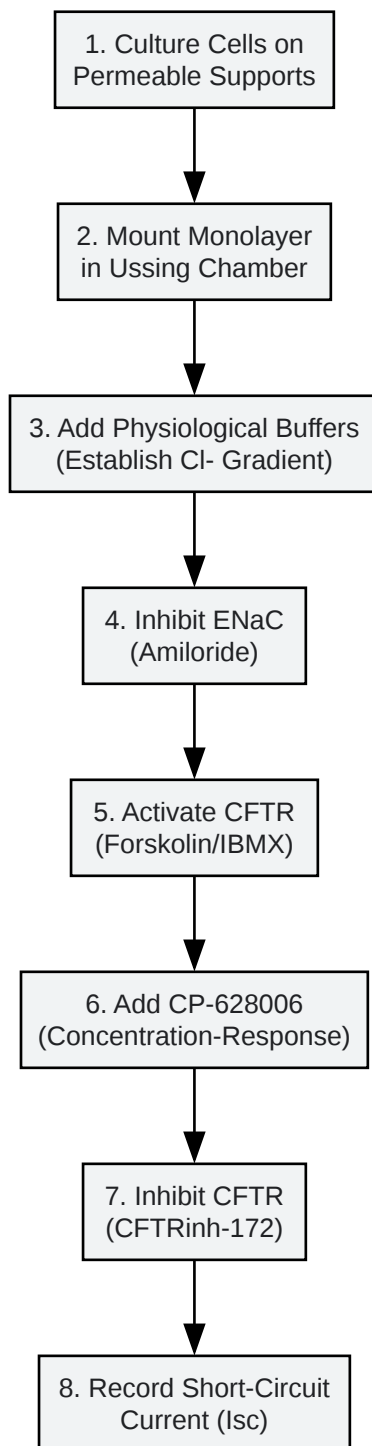 1. Culture Cells on
Permeable Supports
2. Mount Monolayer
in Ussing Chamber
3. Add Physiological Buffers
(Establish Cl- Gradient)
4. Inhibit ENaC
(Amiloride)
5. Activate CFTR
(Forskolin/IBMX)
6. Add CP-628006
(Concentration-Response)
7. Inhibit CFTR
(CFTRinh-172)
8. Record Short-Circuit
Current (Isc)